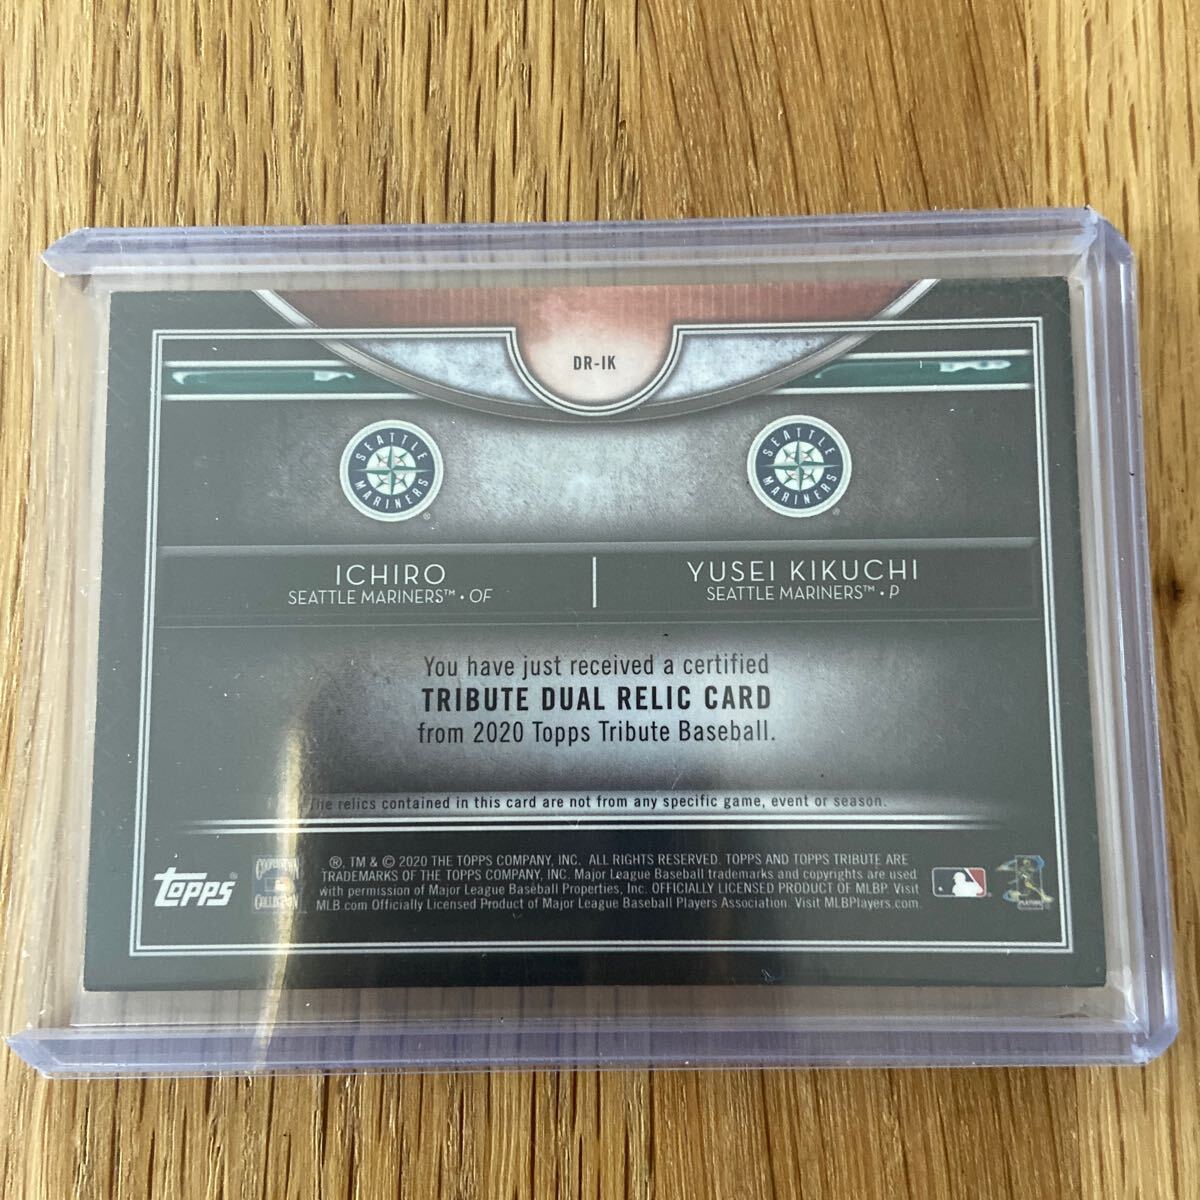 DR-IK
SEATTLE MARINERS ®
SEATTLE MARINERS ®
ICHIRO
SEATTLE MARINERS™ • OF
YUSEI KIKUCHI
SEATTLE MARINERS™ • P
You have just received a certified
TRIBUTE DUAL RELIC CARD
from 2020 Topps Tribute Baseball.
The relics contained in this card are not from any specific game, event or season.
topps®
COOPERSTOWN
COLLECTION
®, TM & © 2020 THE TOPPS COMPANY, INC. ALL RIGHTS RESERVED. TOPPS AND TOPPS TRIBUTE ARE
TRADEMARKS OF THE TOPPS COMPANY, INC. Major League Baseball trademarks and copyrights are used
with permission of Major League Baseball Properties, Inc. OFFICIALLY LICENSED PRODUCT OF MLBP. Visit
MLB.com Officially Licensed Product of Major League Baseball Players Association. Visit MLBPlayers.com.